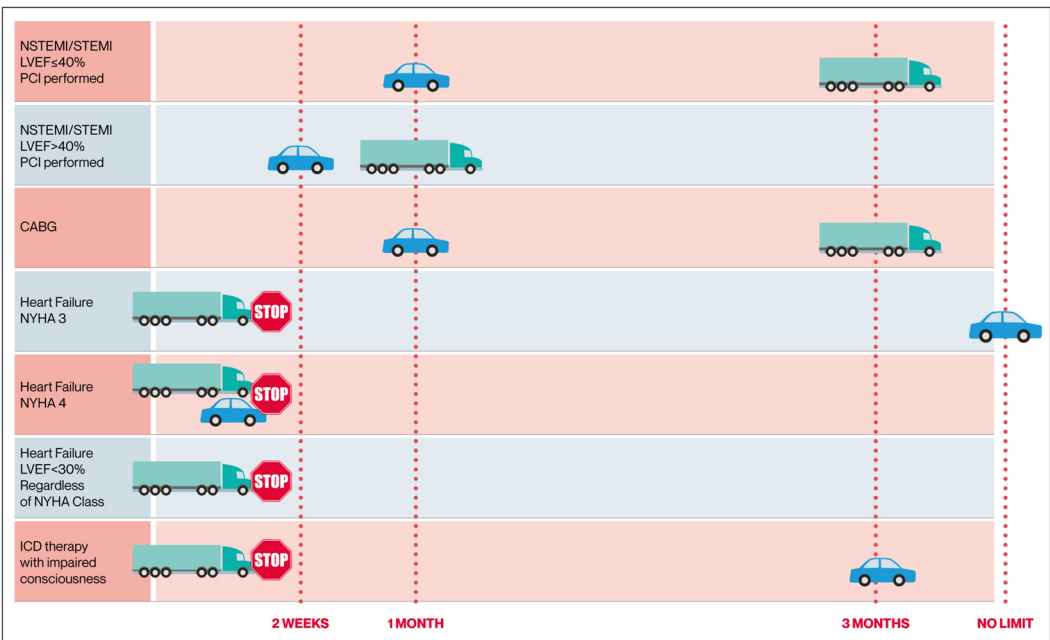 NSTEMI/STEMI
LVEF≤40%
PCI performed
NSTEMI/STEMI
LVEF>40%
PCI performed
CABG
Heart Failure
NYHA 3
STOP
Heart Failure
NYHA 4
STOP
Heart Failure
LVEF<30%
Regardless
of NYHA Class
STOP
ICD therapy
with impaired
consciousness
STOP
2 WEEKS
1 MONTH
3 MONTHS
NO LIMIT